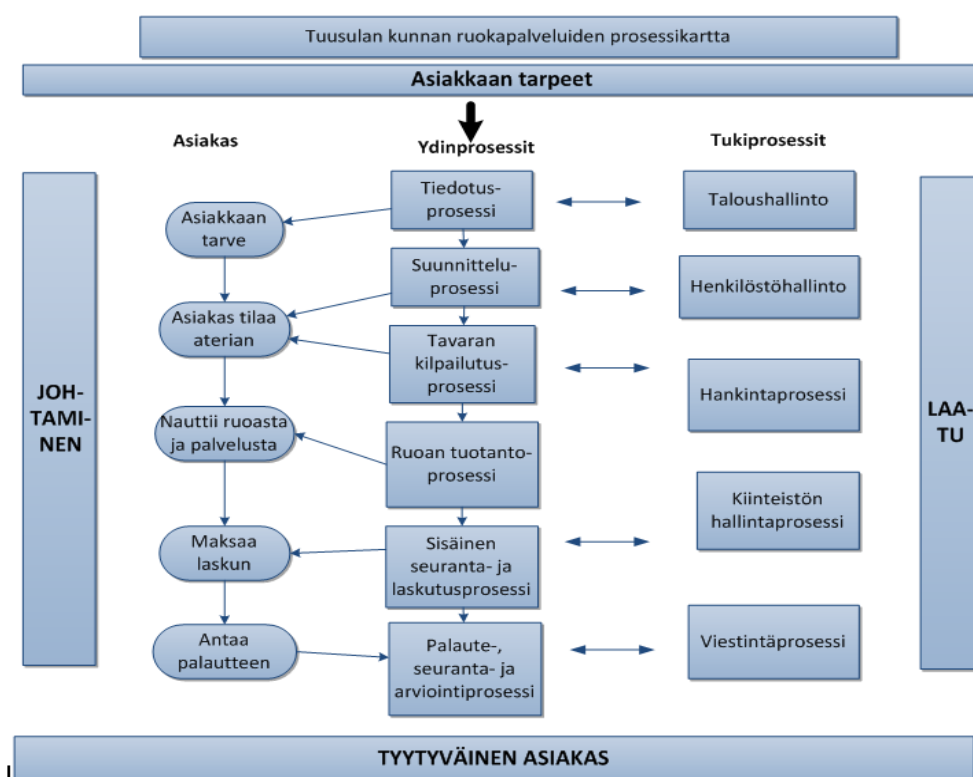 Tuusulan kunnan ruokapalveluiden prosessikartta
Asiakkaan tarpeet
Asiakas
Ydinprosessit
Tukiprosessit
JOH-
TAMI-
NEN
Asiakkaan
tarve
Asiakas tilaa
aterian
Nauttii ruoasta
ja palvelusta
Maksaa
laskun
Antaa
palautteen
Tiedotus-
prosessi
Suunnittelu-
prosessi
Tavaran
kilpailutus-
prosessi
Ruoan tuotanto-
prosessi
Sisäinen
seuranta- ja
laskutusprosessi
Palaute-,
seuranta- ja
arviointiprosessi
Taloushallinto
Henkilöstöhallinto
Hankintaprosessi
Kiinteistön
hallintaprosessi
Viestintäprosessi
LAA-
TU
TYYTYVÄINEN ASIAKAS